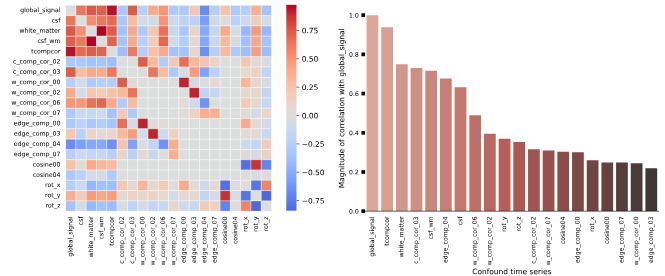 global_signal
csf
white_matter
csf_wm
tcompcor
c_comp_cor_02
c_comp_cor_03
w_comp_cor_00
w_comp_cor_02
w_comp_cor_06
w_comp_cor_07
edge_comp_00
edge_comp_03
edge_comp_04
edge_comp_07
cosine00
cosine04
rot_x
rot_y
rot_z
global_signal
csf
white_matter
csf_wm
tcompcor
c_comp_cor_02
c_comp_cor_03
w_comp_cor_00
w_comp_cor_02
w_comp_cor_06
w_comp_cor_07
edge_comp_00
edge_comp_03
edge_comp_04
edge_comp_07
cosine00
cosine04
rot_x
rot_y
rot_z
0.75
0.50
0.25
0.00
−0.25
−0.50
−0.75
Magnitude of correlation with global_signal
1.0
0.8
0.6
0.4
0.2
0.0
global_signal
tcompcor
white_matter
c_comp_cor_03
csf_wm
edge_comp_04
csf
w_comp_cor_06
w_comp_cor_02
rot_y
rot_z
c_comp_cor_02
w_comp_cor_07
cosine04
w_comp_cor_00
rot_x
cosine00
edge_comp_07
edge_comp_00
edge_comp_03
Confound time series